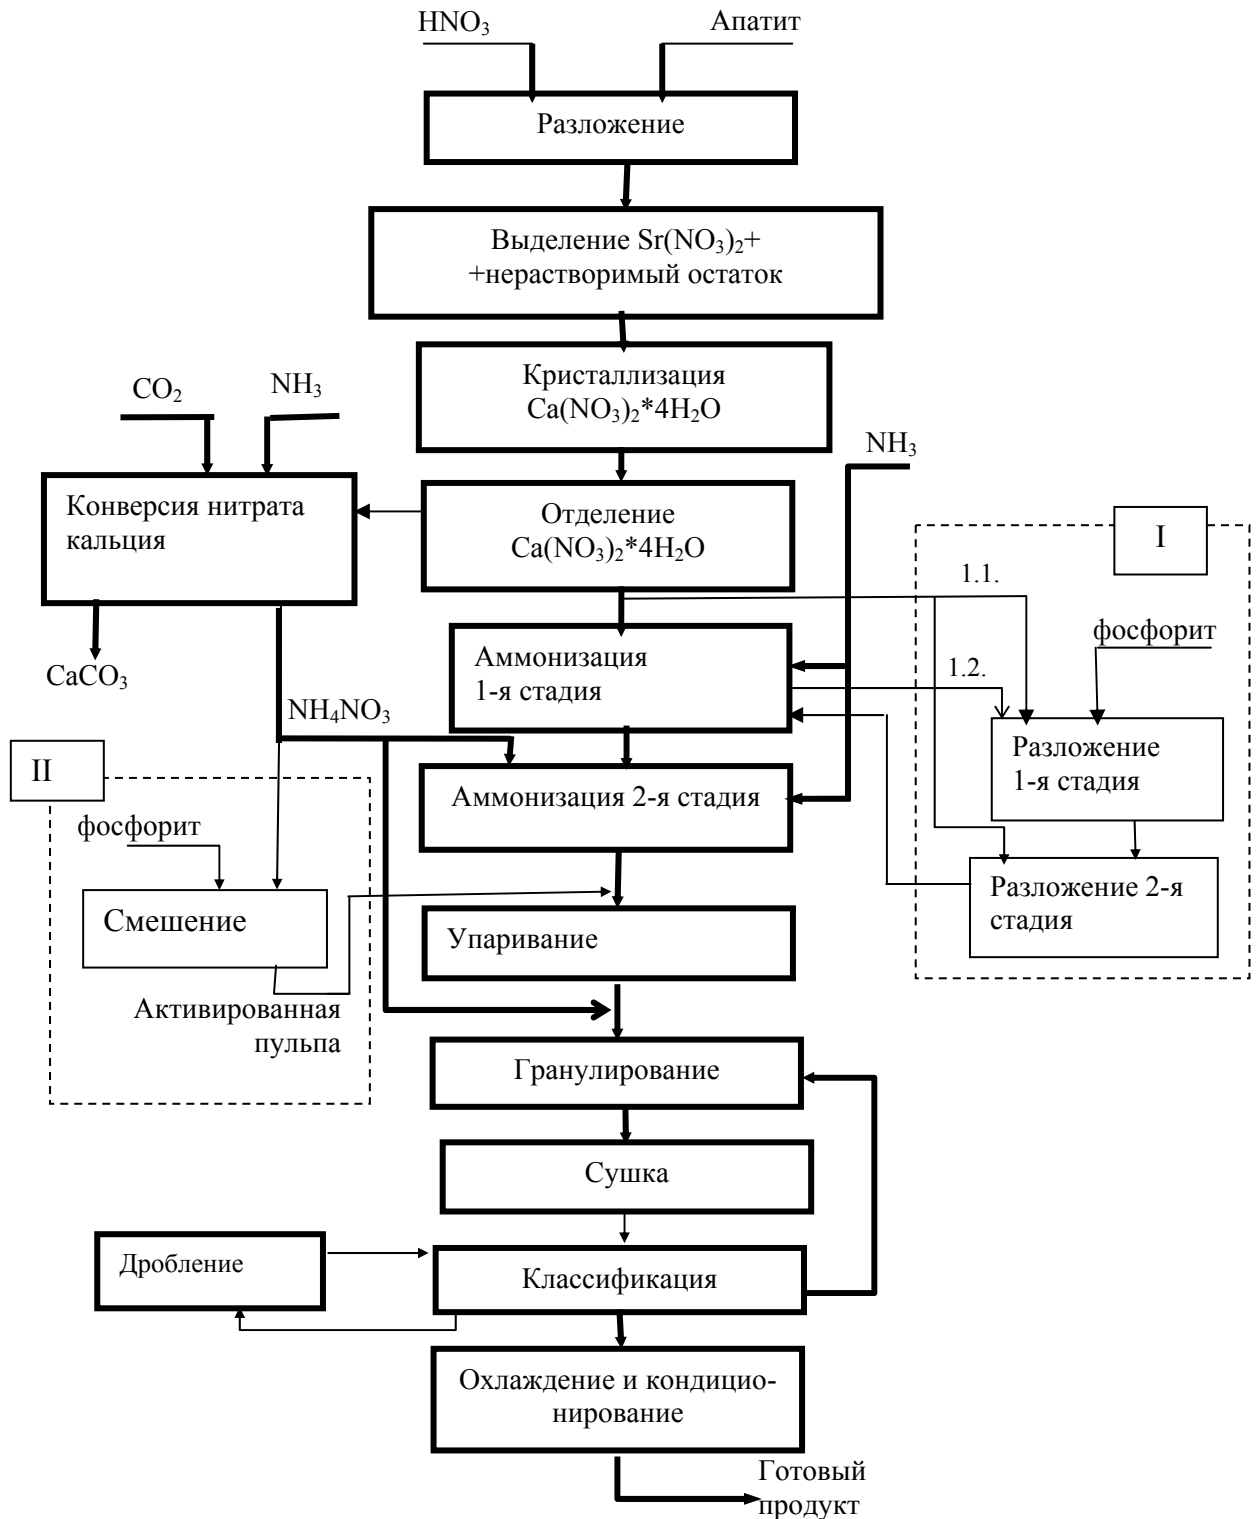 HNO3
Апатит
Разложение
Выделение Sr(NO3)2+
+нерастворимый остаток
Кристаллизация
Ca(NO3)2*4H2O
CO2
NH3
NH3
Конверсия нитрата
кальция
Отделение
Ca(NO3)2*4H2O
I
1.1.
фосфорит
Аммонизация
1-я стадия
1.2.
CaCO3
NH4NO3
Разложение
1-я стадия
II
Аммонизация 2-я стадия
фосфорит
Разложение 2-я
стадия
Смешение
Упаривание
Активированная
пульпа
Гранулирование
Сушка
Дробление
Классификация
Охлаждение и кондицио-
нирование
Готовый
продукт